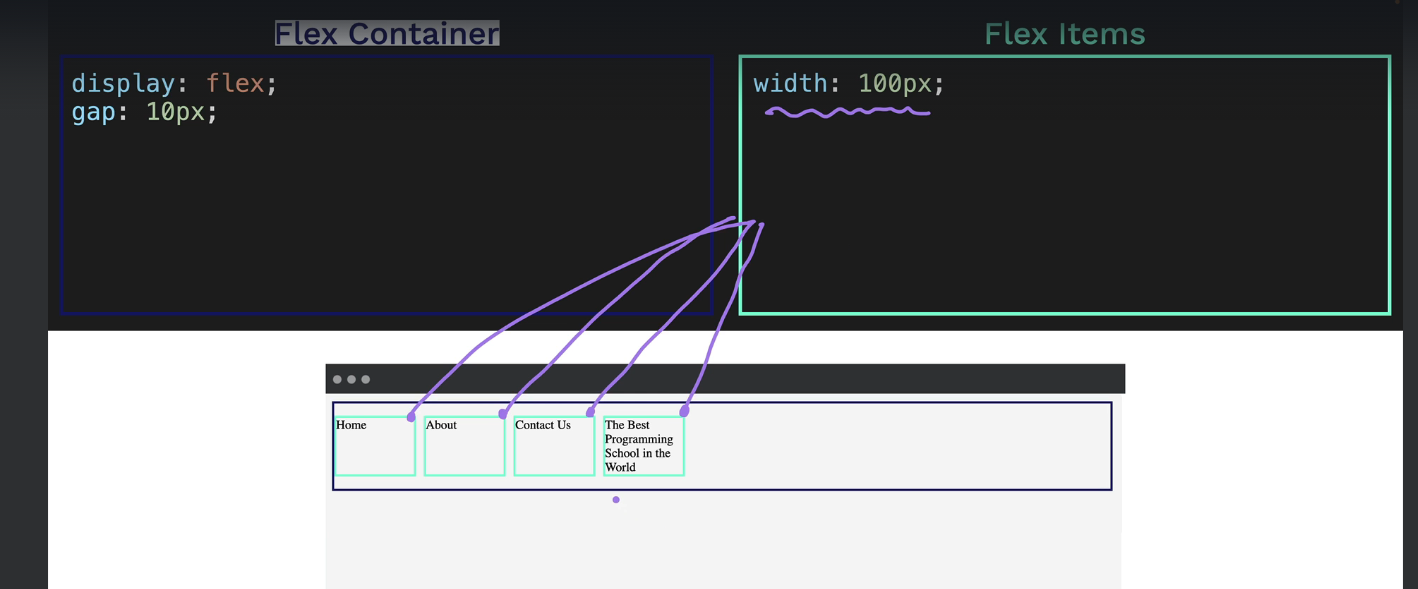 Flex Container
Flex Items
display: flex;
gap: 10px;
width: 100px;
Home
About
Contact Us
The Best
Programming
School in the
World